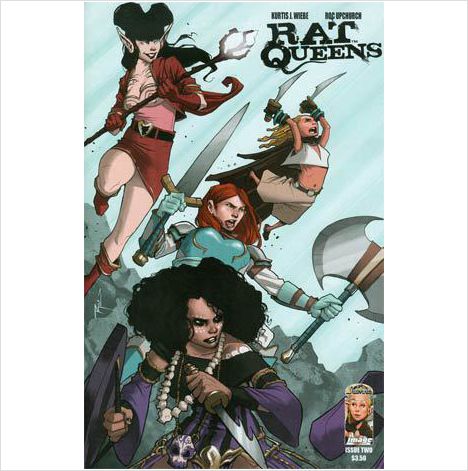 KURTIS J. WIEBE ROC UPCHURCH
RAT
QUEENS
image
ISSUE TWO
$3.50